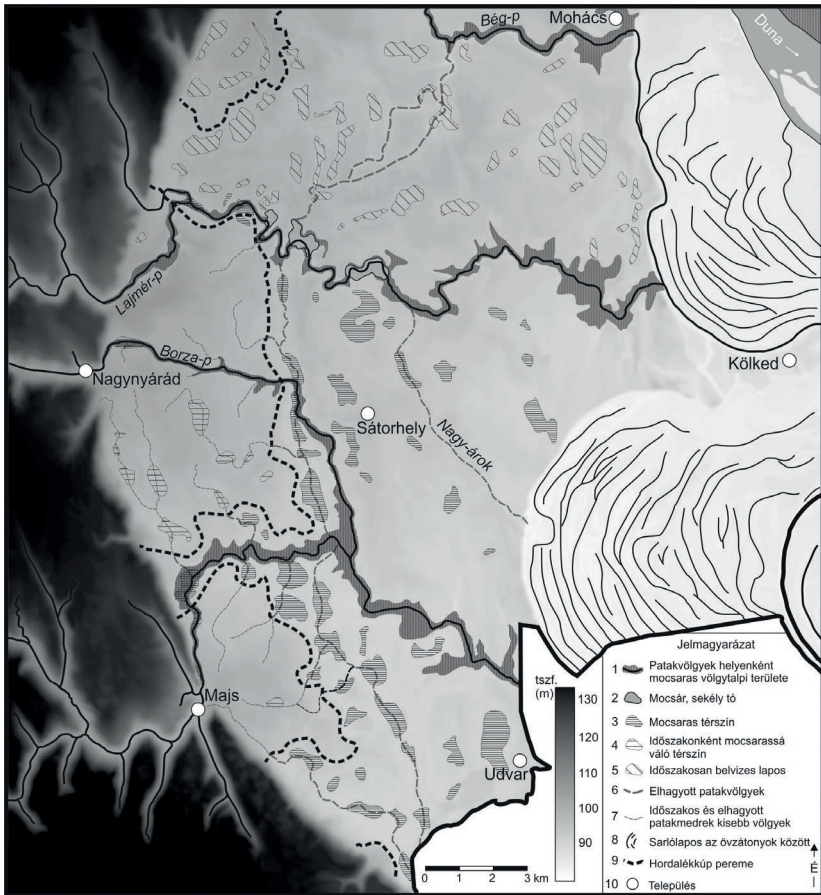 Bég-p
Mohács
Duna →
Lajmér-p
Borza-p
Nagynyárád
Kölked
Sátorhely
Nagy-árok
Majs
Udvar
tszf.
(m)
130
120
110
100
90
0 1 2 3 km
Jelmagyarázat
1 Patakvölgyek helyenként
mocsaras völgytalpi területe
2 Mocsár, sekély tó
3 Mocsaras térszín
4 Időszakonként mocsarassá
váló térszín
5 Időszakosan belvizes lapos
6 Elhagyott patakvölgyek
7 Időszakos és elhagyott
patakmedrek kisebb völgyek
8 Sarlólapos az övzátonyok között
9 Hordalékkúp pereme
10 Település
É